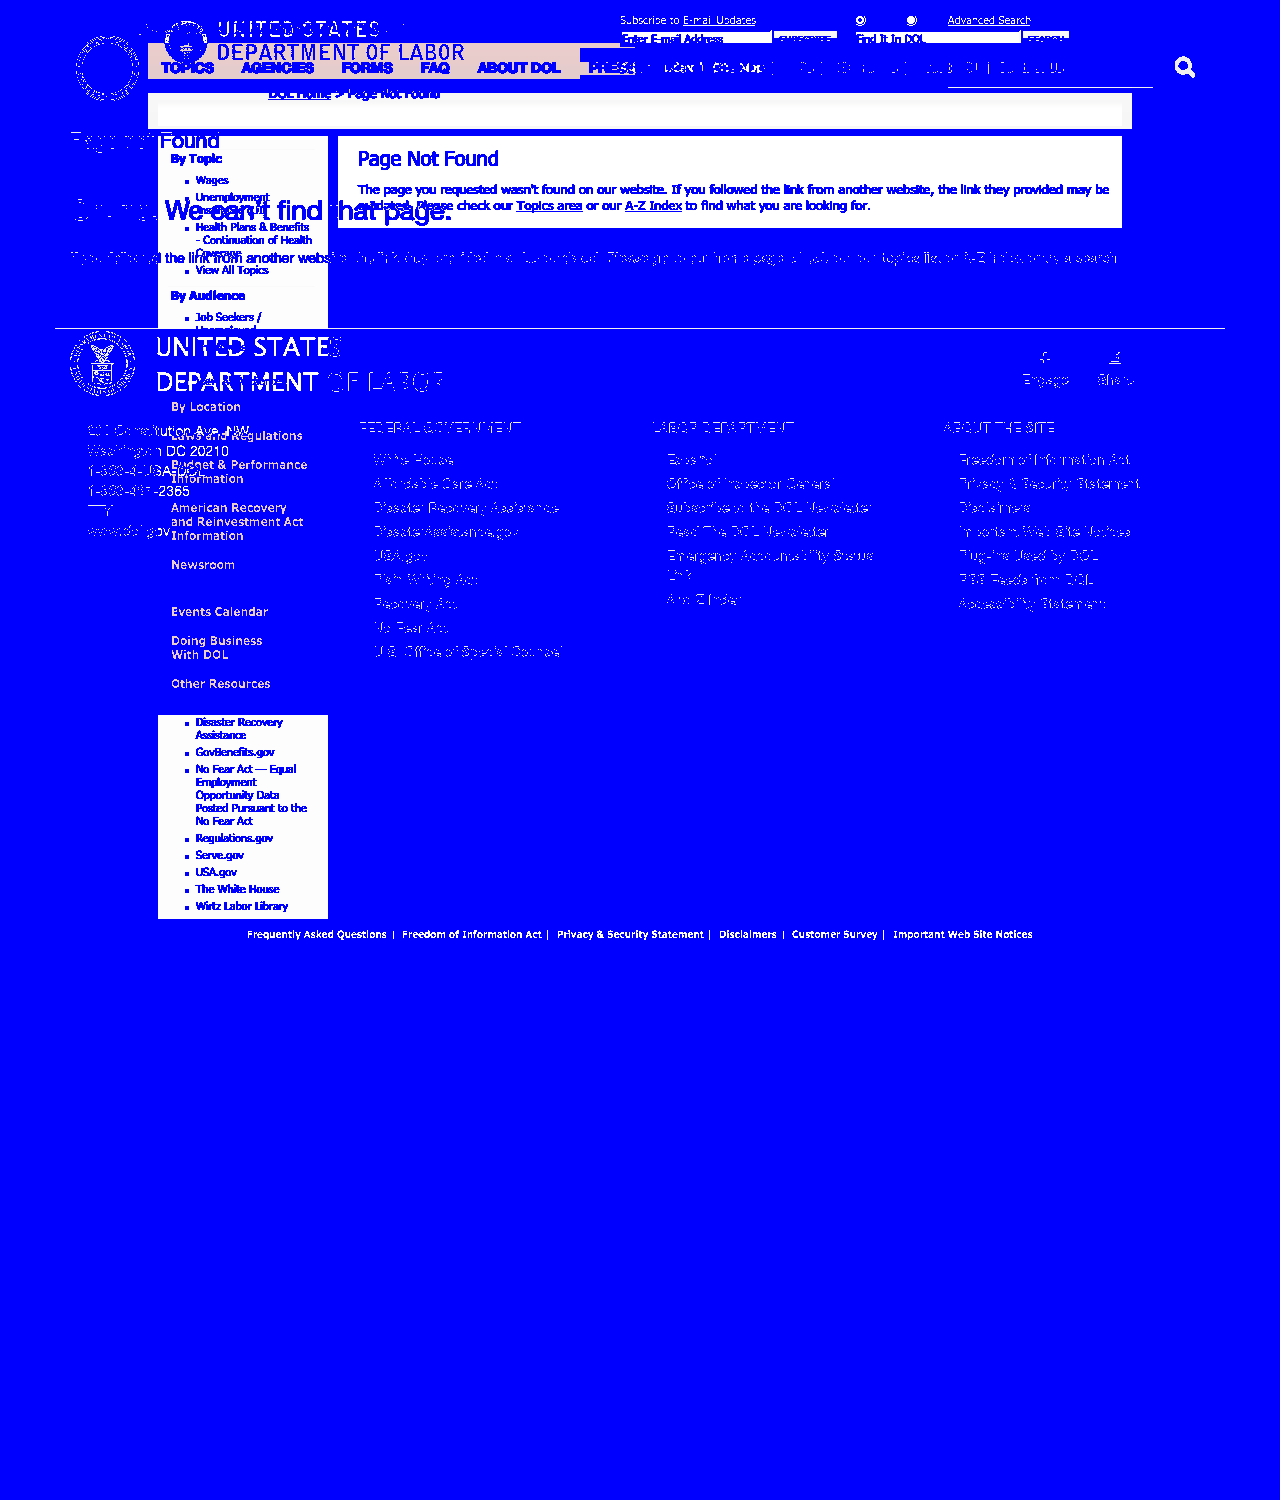 UNITED STATES
DEPARTMENT OF LABOR
Subscribe to E-mail Updates
Advanced Search
Enter E-mail Address SUBSCRIBE
Find It In DOL SEARCH
TOPICS AGENCIES FORMS FAQ ABOUT DOL PRESS
DOL Home > Page Not Found
Page not Found
By Topic
Wages
Unemployment
Health Plans & Benefits
- Continuation of Health
Coverage
View All Topics
By Audience
Job Seekers /
Unemployed
Page Not Found
The page you requested wasn't found on our website. If you followed the link from another website, the link they provided may be
outdated. Please check our Topics area or our A-Z Index to find what you are looking for.
We can't find that page.
the link from another website
UNITED STATES
DEPARTMENT OF LABOR
Engage Share
By Location
Laws and Regulations
Budget & Performance
Information
American Recovery
and Reinvestment Act
Information
Newsroom
Events Calendar
Doing Business
With DOL
Other Resources
200 Constitution Ave. NW
Washington DC 20210
1-800-4-USA-DOL
TTY
www.dol.gov
FEDERAL GOVERNMENT
White House
Affordable Care Act
Disaster Recovery Assistance
DisasterAssistance.gov
USA.gov
Plain Writing Act
Recovery Act
No Fear Act
U.S. Office of Special Counsel
LABOR DEPARTMENT
Español
Office of Inspector General
Subscribe to the DOL Newsletter
Read The DOL Newsletter
Emergency Accountability Status
Link
A to Z Index
ABOUT THE SITE
Freedom of Information Act
Privacy & Security Statement
Disclaimers
Important Web Site Notices
Plug-ins Used by DOL
RSS Feeds from DOL
Accessibility Statement
Disaster Recovery
Assistance
GovBenefits.gov
No Fear Act — Equal
Employment
Opportunity Data
Posted Pursuant to the
No Fear Act
Regulations.gov
Serve.gov
USA.gov
The White House
Wirtz Labor Library
Frequently Asked Questions | Freedom of Information Act | Privacy & Security Statement | Disclaimers | Customer Survey | Important Web Site Notices